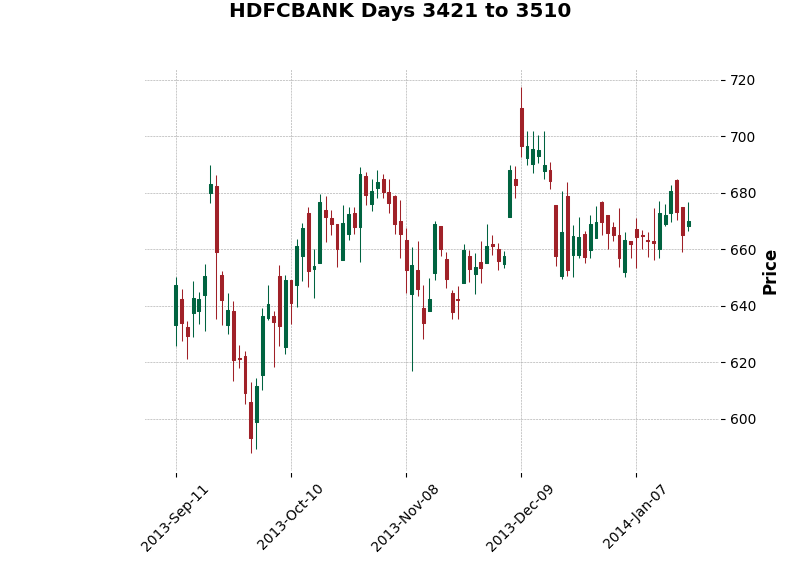 HDFCBANK Days 3421 to 3510
720
700
680
660
640
620
600
Price
2013-Sep-11
2013-Oct-10
2013-Nov-08
2013-Dec-09
2014-Jan-07